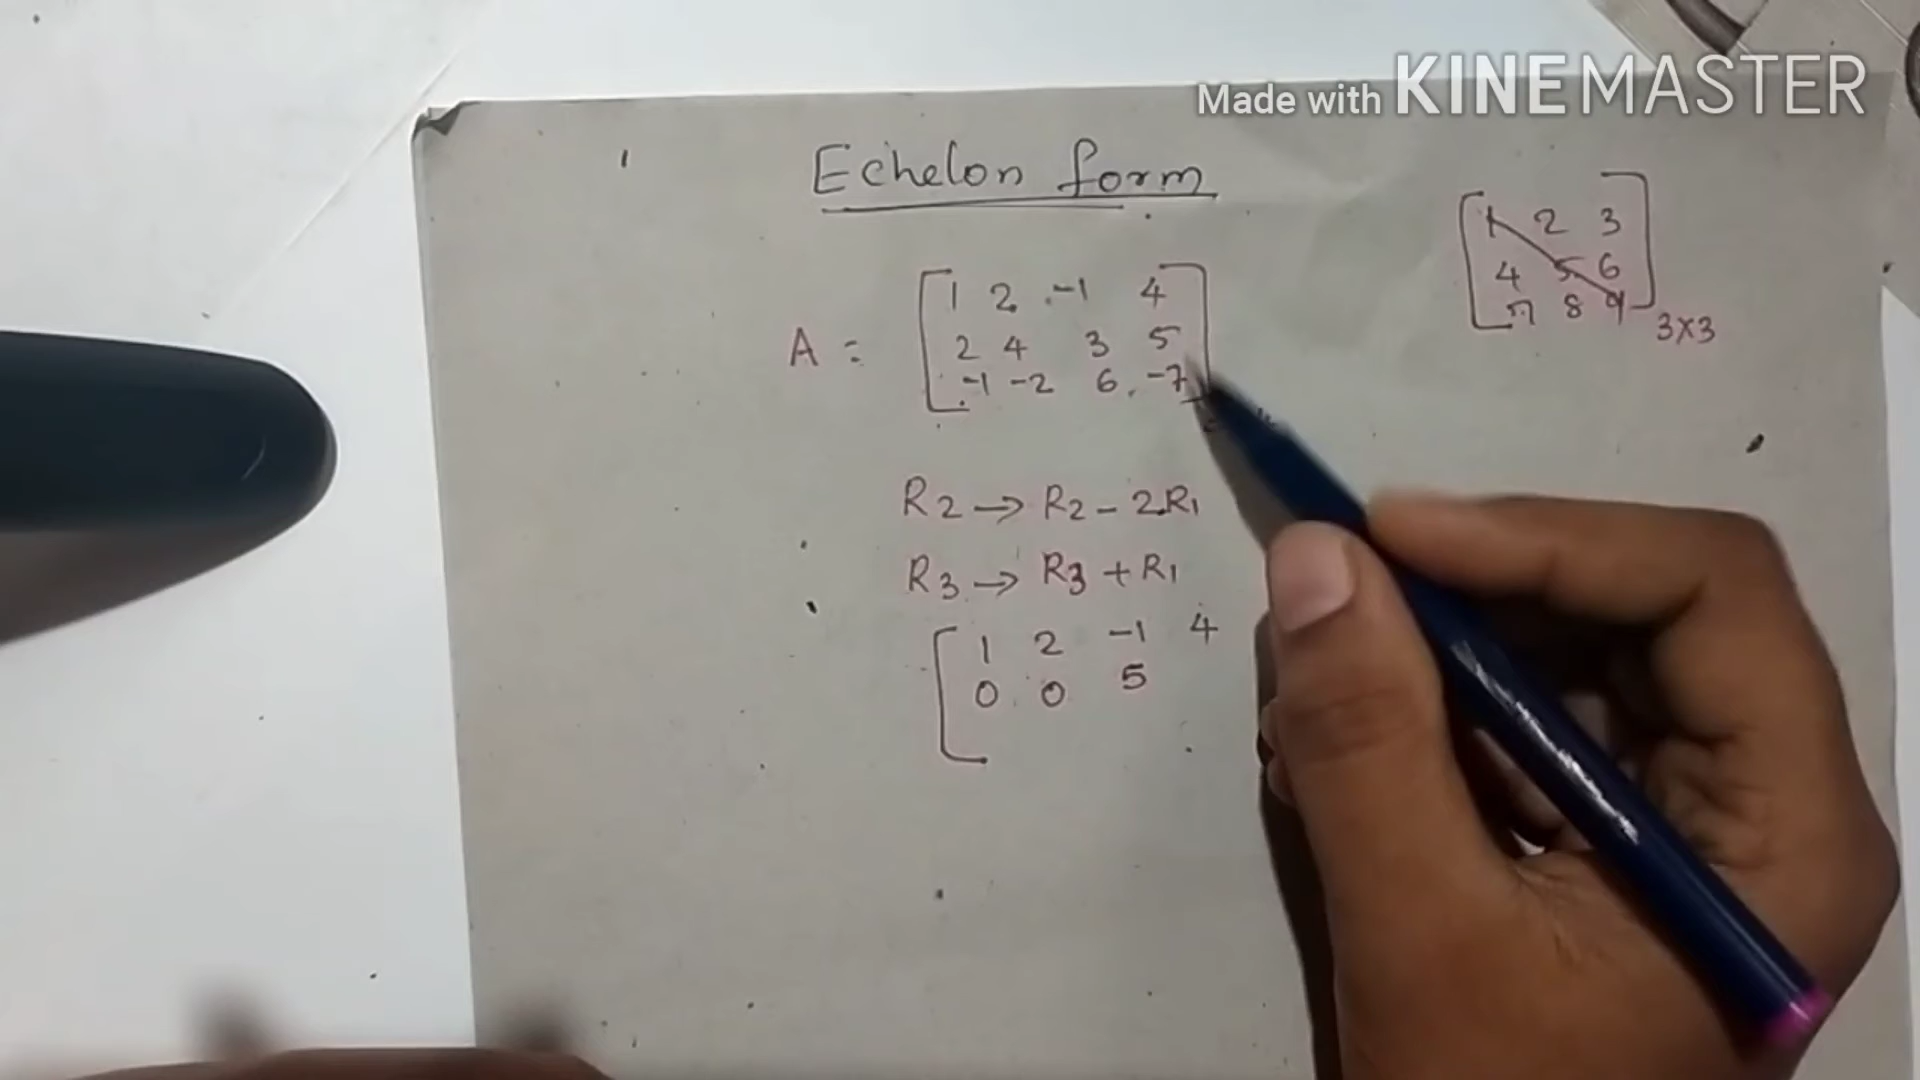 Made with KINEMASTER
Echelon form
A = [1 2 -1 4
2 4 3 5
-1 -2 6 -7]
[1 2 3
4 5 6
7 8 9] 3x3
R2 → R2 - 2R1
R3 → R3 + R1
[1 2 -1 4
0 0 5